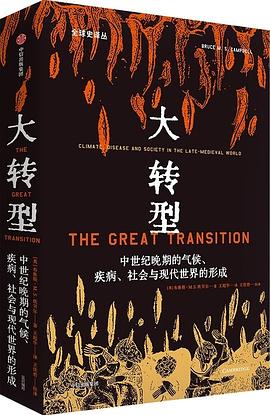 大转型
THE
GREAT
TRANSITION
中世纪晚期的气候、
疾病、社会与现代世界的形成
全球史译丛
BRUCE M. S. CAMPBELL
大
转
CLIMATE, DISEASE AND SOCIETY IN THE LATE-MEDIEVAL WORLD
型
THE GREAT TRANSITION
中世纪晚期的气候、
疾病、社会与现代世界的形成
CAMBRIDGE